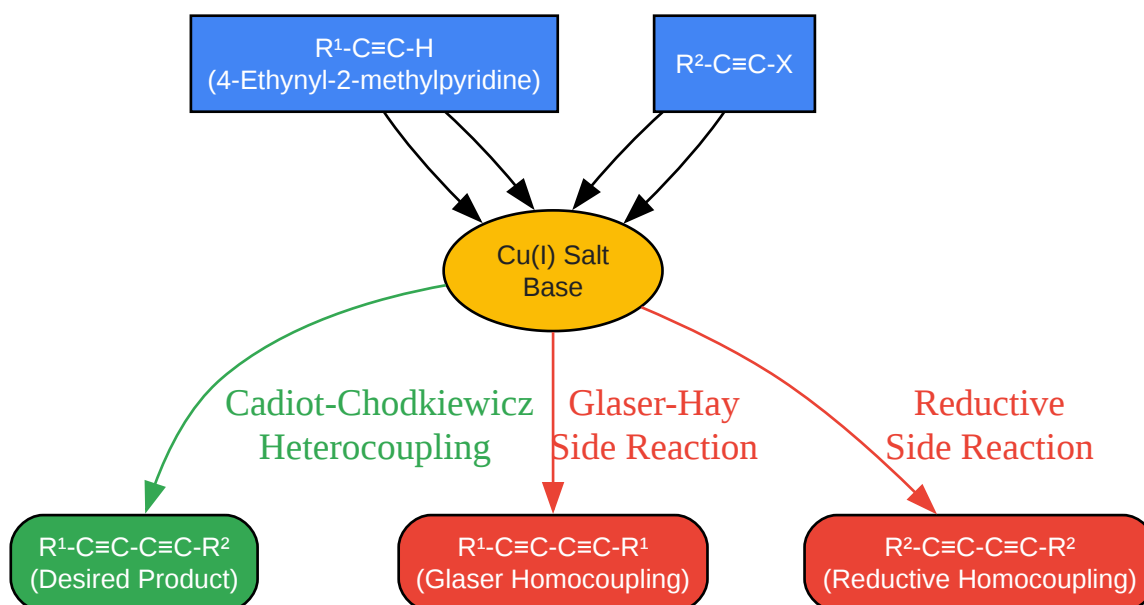 R¹-C≡C-H
(4-Ethynyl-2-methylpyridine)
R²-C≡C-X
Cu(I) Salt
Base
Cadiot-Chodkiewicz
Heterocoupling
Glaser-Hay
Side Reaction
Reductive
Side Reaction
R¹-C≡C-C≡C-R²
(Desired Product)
R¹-C≡C-C≡C-R¹
(Glaser Homocoupling)
R²-C≡C-C≡C-R²
(Reductive Homocoupling)